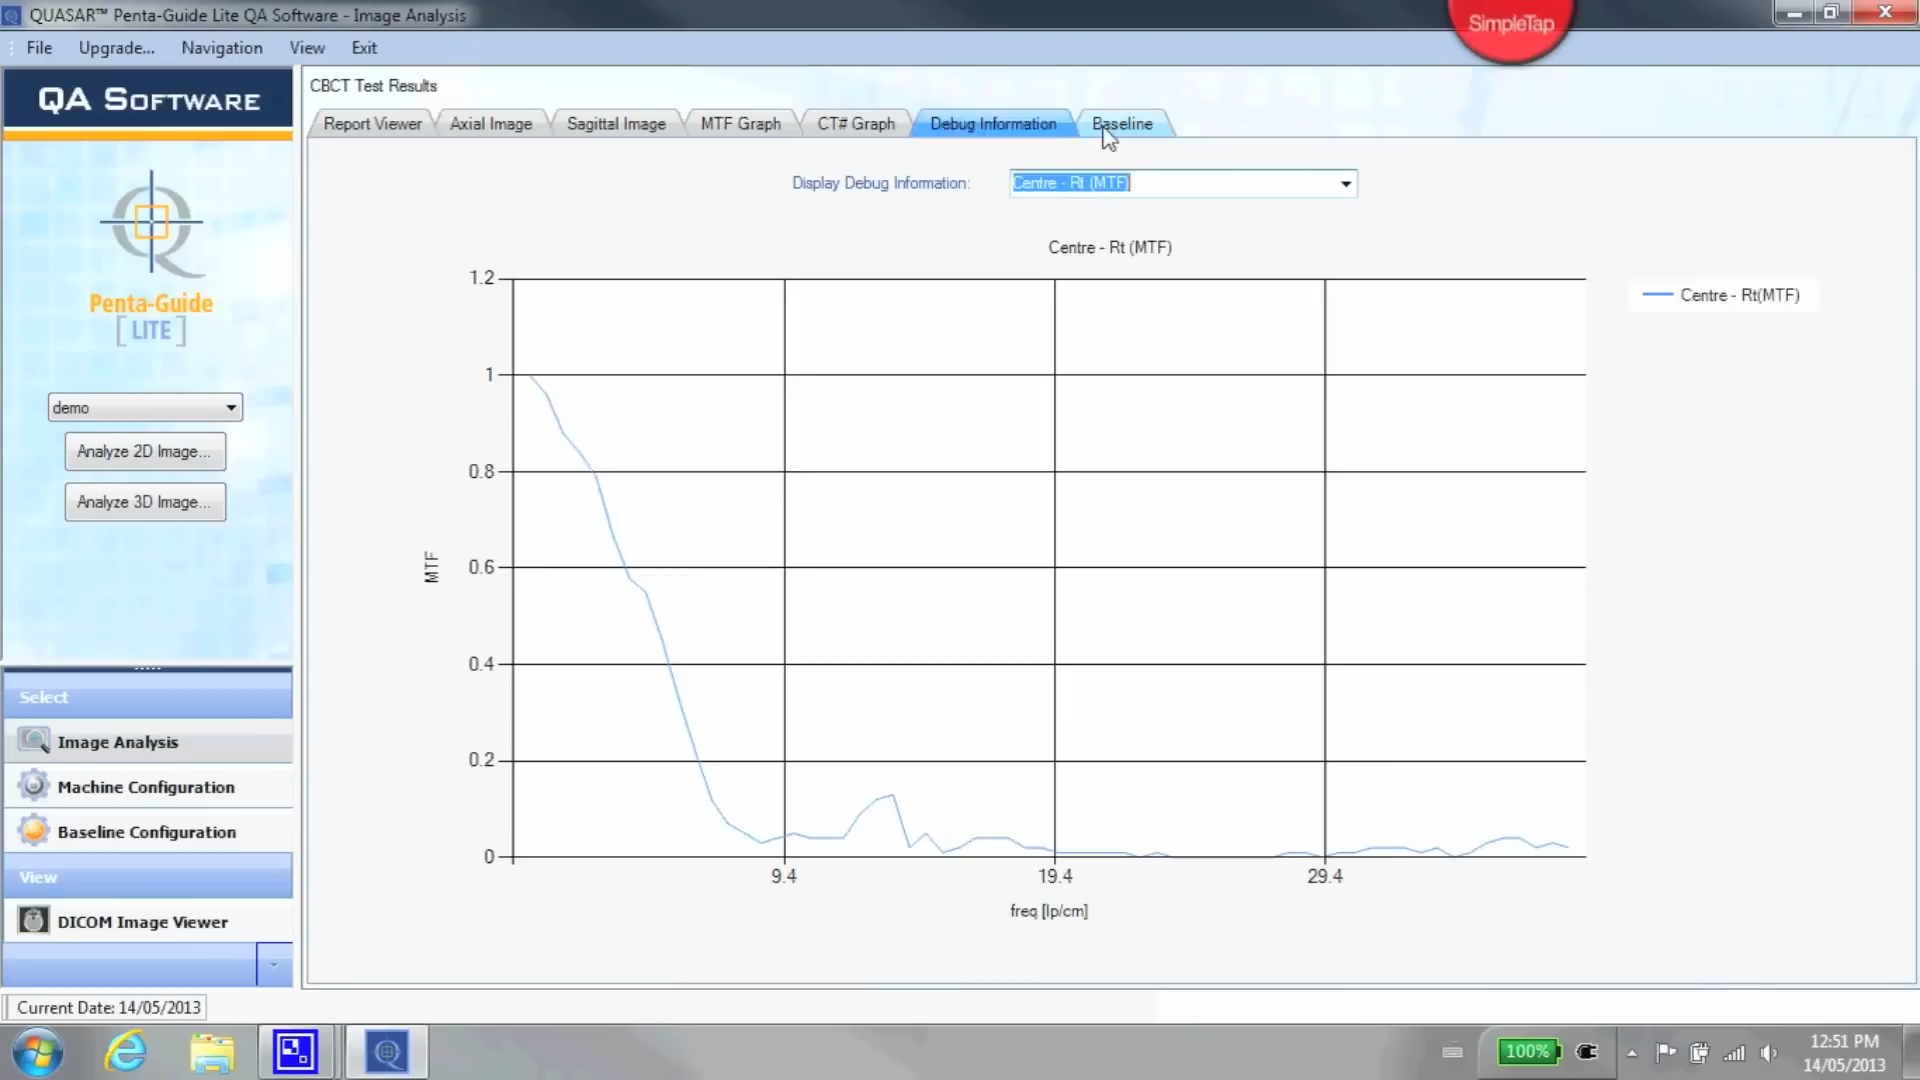 QUASAR™ Penta-Guide Lite QA Software - Image Analysis
SimpleTap
File Upgrade... Navigation View Exit
QA SOFTWARE
Penta-Guide
[ LITE ]
demo
Analyze 2D Image...
Analyze 3D Image...
Select
Image Analysis
Machine Configuration
Baseline Configuration
View
DICOM Image Viewer
CBCT Test Results
Report Viewer Axial Image Sagittal Image MTF Graph CT# Graph Debug Information Baseline
Display Debug Information: Centre - Rt (MTF)
Centre - Rt (MTF)
Centre - Rt(MTF)
1.2
1
0.8
0.6
0.4
0.2
0
MTF
9.4 19.4 29.4
freq [lp/cm]
Current Date: 14/05/2013
100%
12:51 PM
14/05/2013